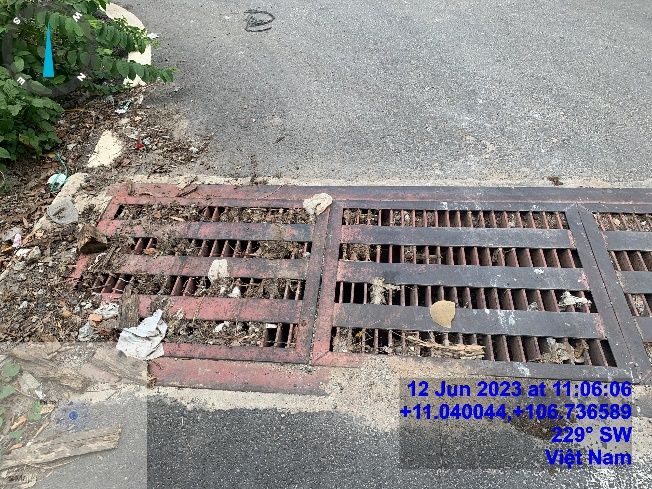 12 Jun 2023 at 11:06:06
+11.040044,+106.736589
229° SW
Việt Nam